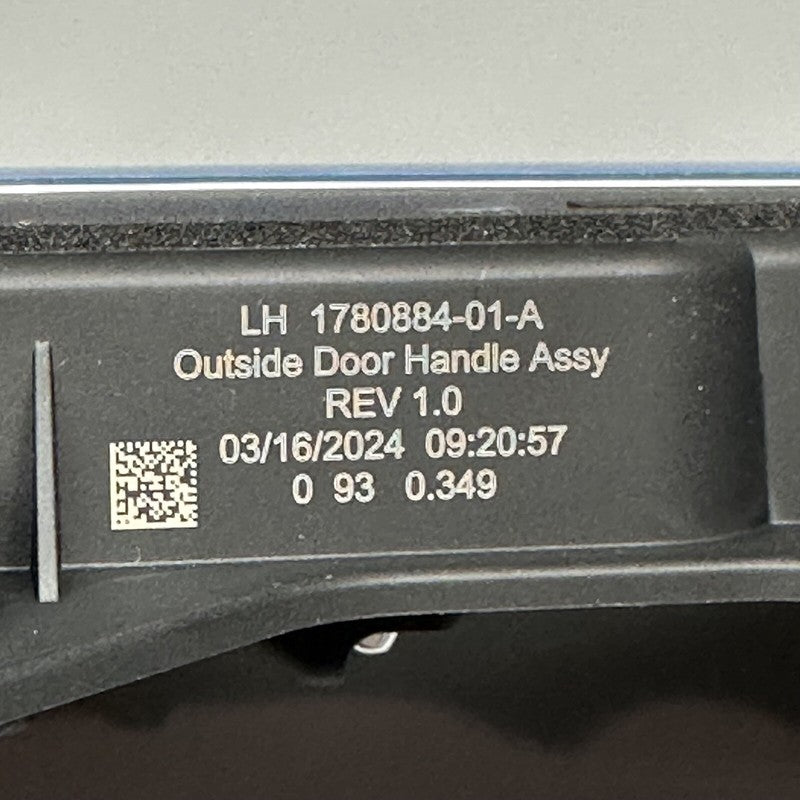 LH 1780884-01-A
Outside Door Handle Assy
REV 1.0
03/16/2024 09:20:57
0 93 0.349